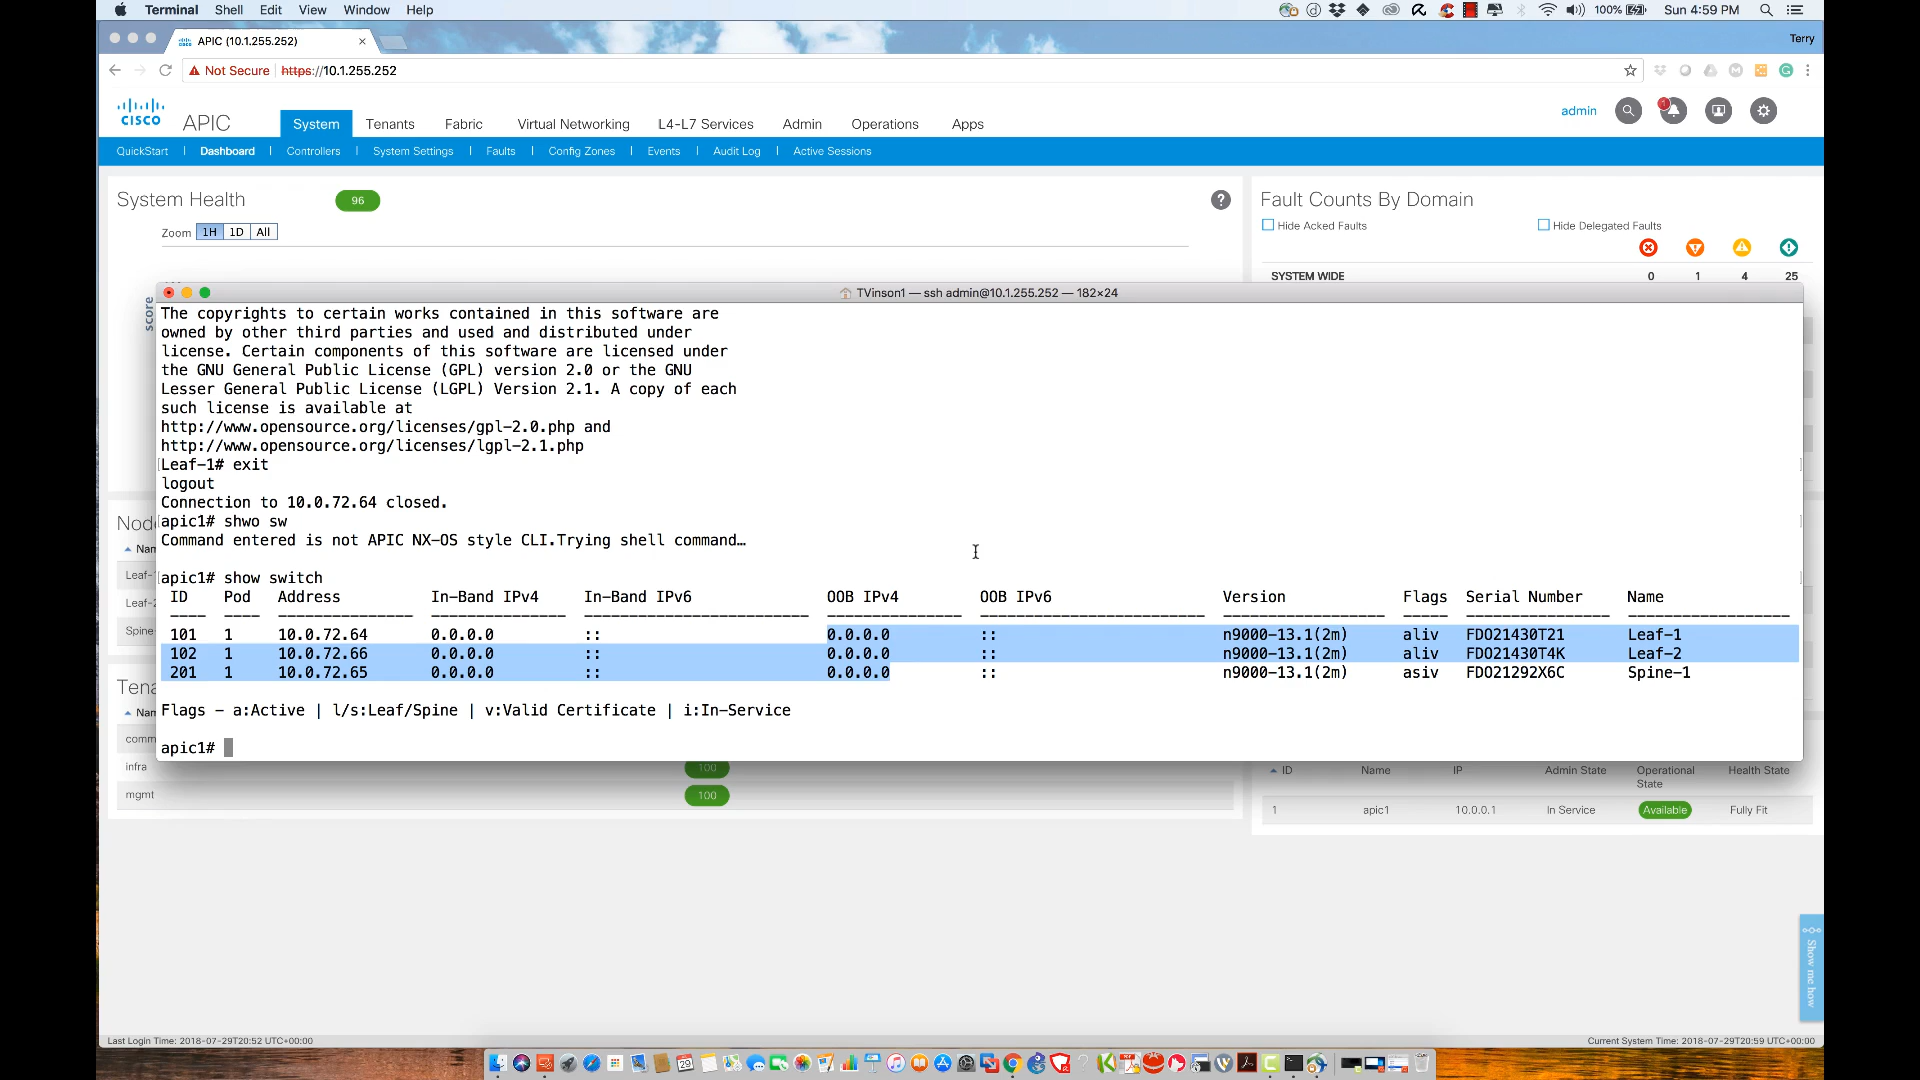 Terminal Shell Edit View Window Help 100% Sun 4:59 PM
APIC (10.1.255.252) Terry
Not Secure https://10.1.255.252
CISCO APIC System Tenants Fabric Virtual Networking L4-L7 Services Admin Operations Apps admin 1
QuickStart Dashboard Controllers System Settings Faults Config Zones Events Audit Log Active Sessions
System Health 96 ? Fault Counts By Domain
Hide Acked Faults Hide Delegated Faults
Zoom 1H 1D All
SYSTEM WIDE 0 1 4 25
TVinson1 — ssh admin@10.1.255.252 — 182×24
score
The copyrights to certain works contained in this software are
owned by other third parties and used and distributed under
license. Certain components of this software are licensed under
the GNU General Public License (GPL) version 2.0 or the GNU
Lesser General Public License (LGPL) Version 2.1. A copy of each
such license is available at
http://www.opensource.org/licenses/gpl-2.0.php and
http://www.opensource.org/licenses/lgpl-2.1.php
Leaf-1# exit
logout
Connection to 10.0.72.64 closed.
apic1# shwo sw
Command entered is not APIC NX-OS style CLI.Trying shell command…
apic1# show switch
ID Pod Address In-Band IPv4 In-Band IPv6 OOB IPv4 OOB IPv6 Version Flags Serial Number Name
101 1 10.0.72.64 0.0.0.0 :: 0.0.0.0 :: n9000-13.1(2m) aliv FDO21430T21 Leaf-1
102 1 10.0.72.66 0.0.0.0 :: 0.0.0.0 :: n9000-13.1(2m) aliv FDO21430T4K Leaf-2
201 1 10.0.72.65 0.0.0.0 :: 0.0.0.0 :: n9000-13.1(2m) asiv FDO21292X6C Spine-1
Flags - a:Active | l/s:Leaf/Spine | v:Valid Certificate | i:In-Service
apic1#
infra 100
mgmt 100
ID Name IP Admin State Operational State Health State
1 apic1 10.0.0.1 In Service Available Fully Fit
Show me how
Last Login Time: 2018-07-29T20:52 UTC+00:00 Current System Time: 2018-07-29T20:59 UTC+00:00